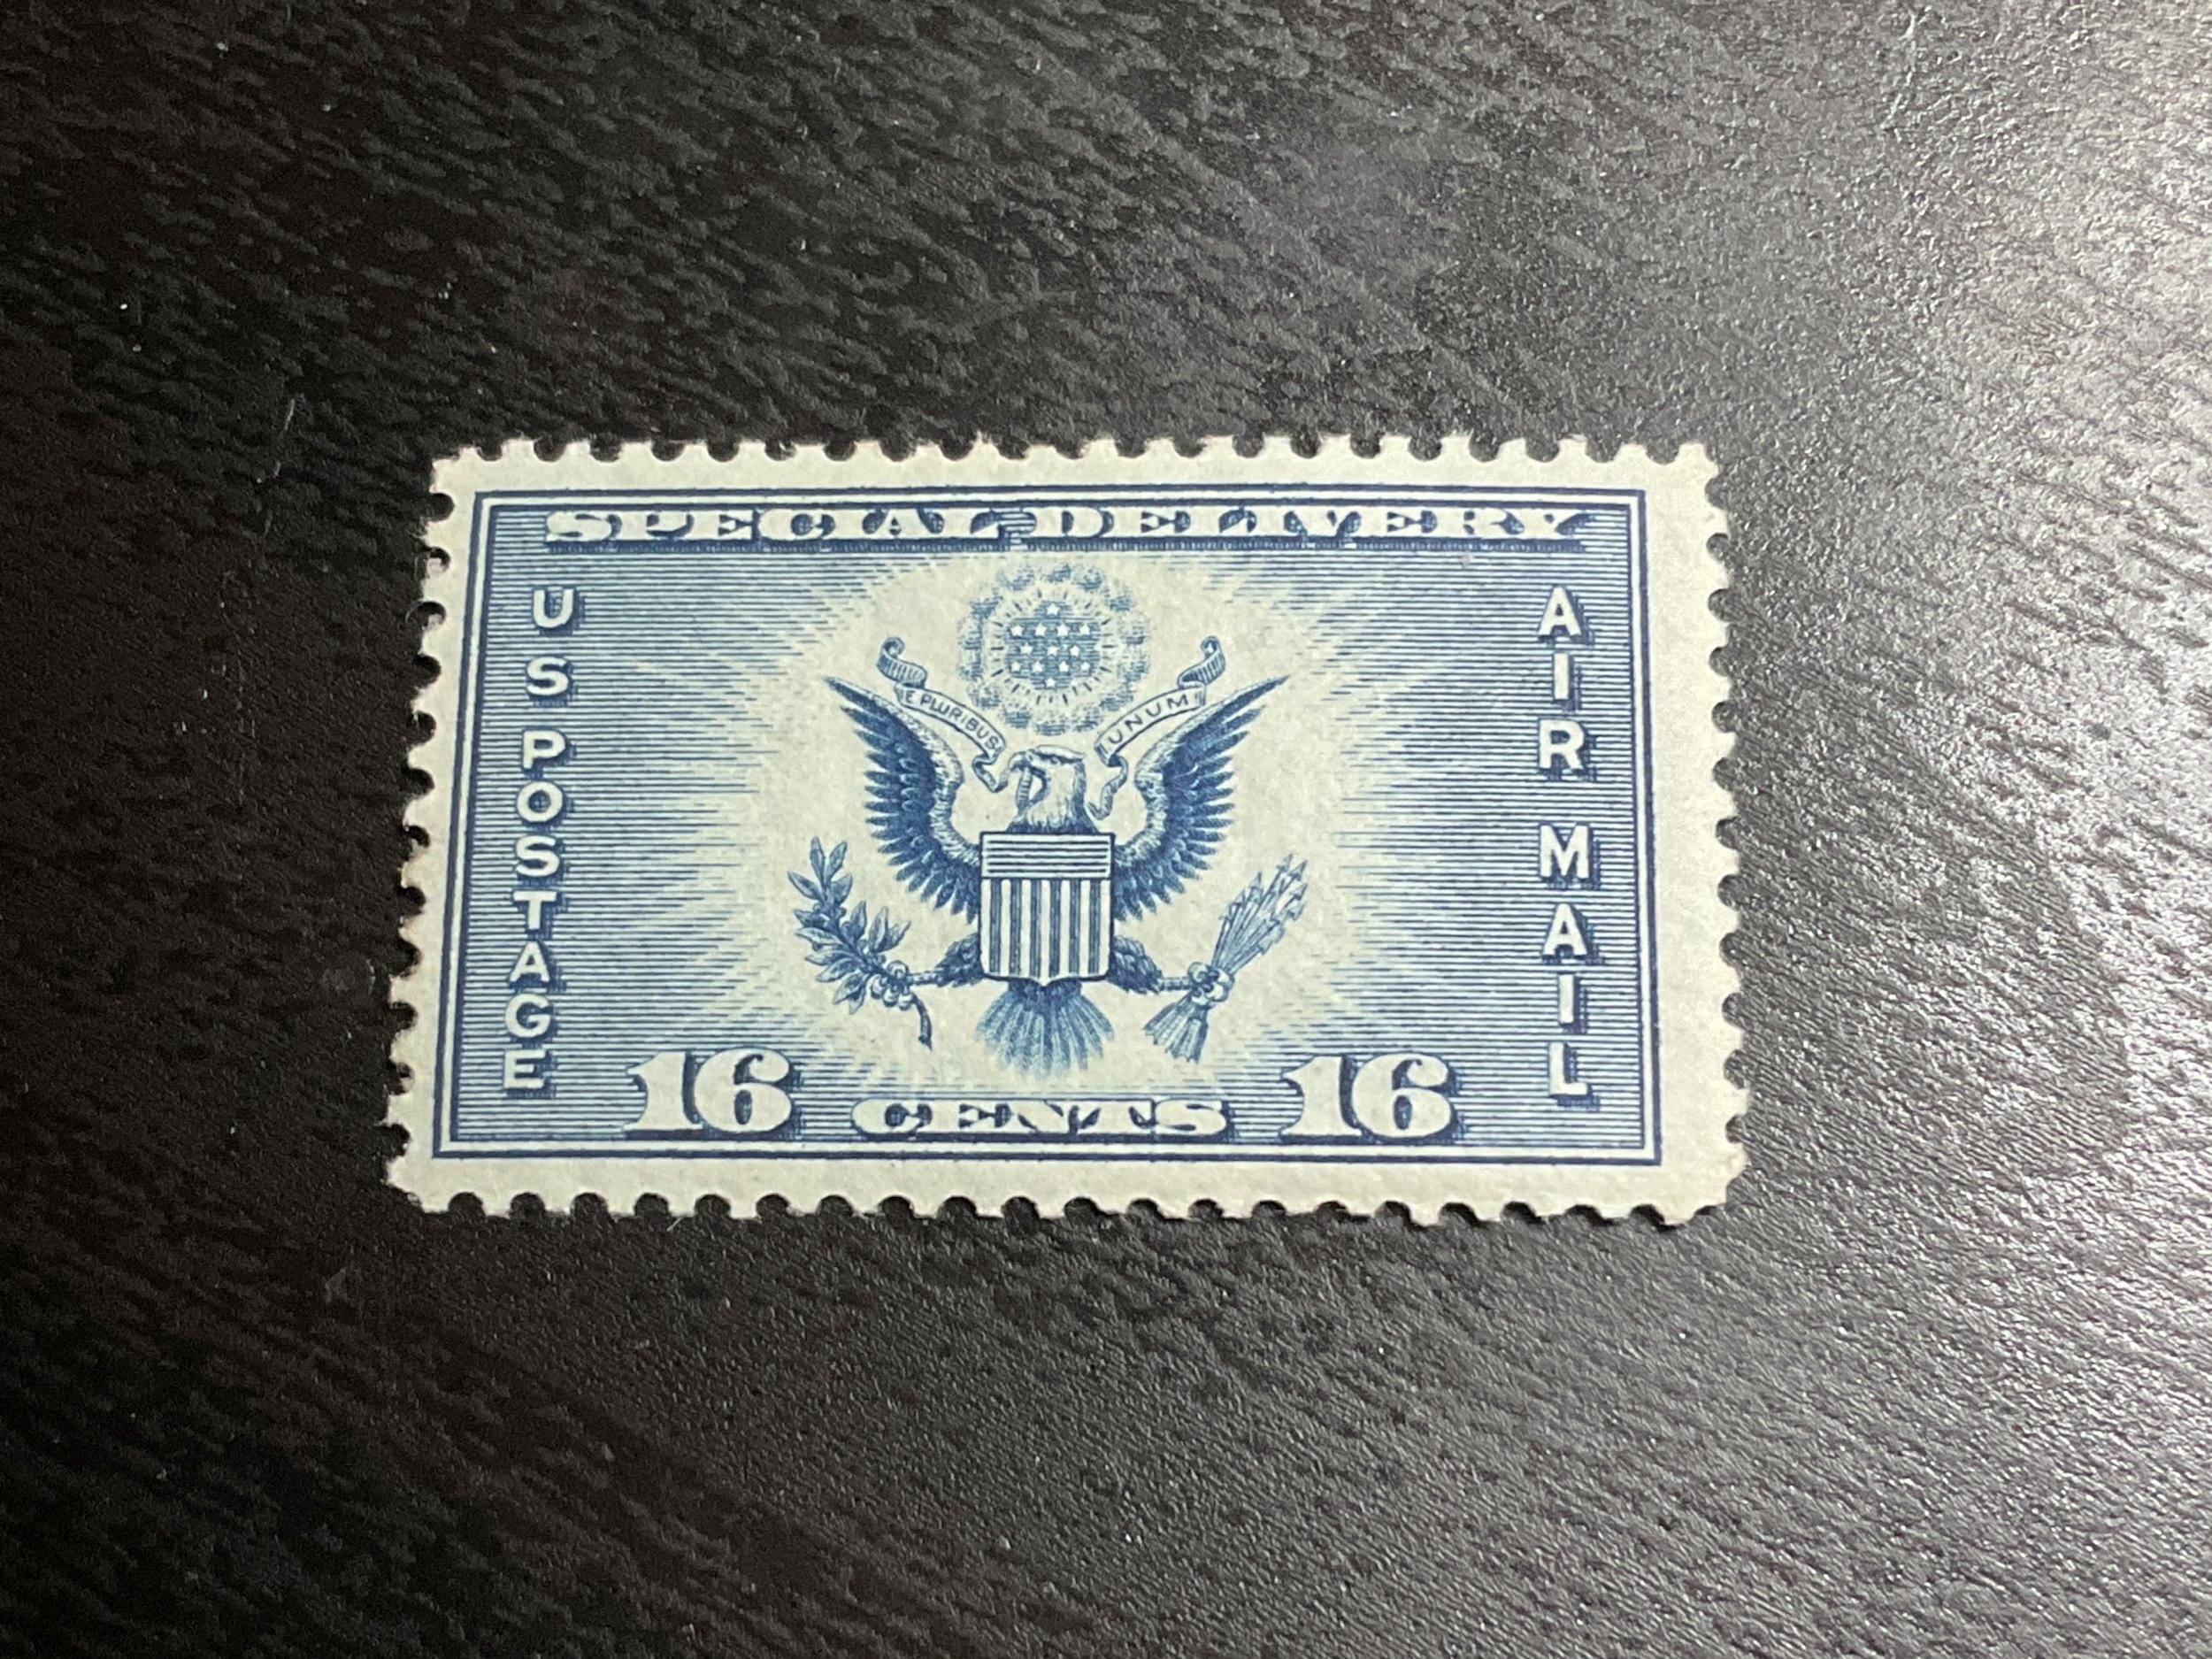 SPECIAL DELIVERY
US POSTAGE
E PLURIBUS UNUM
AIR MAIL
16 CENTS 16